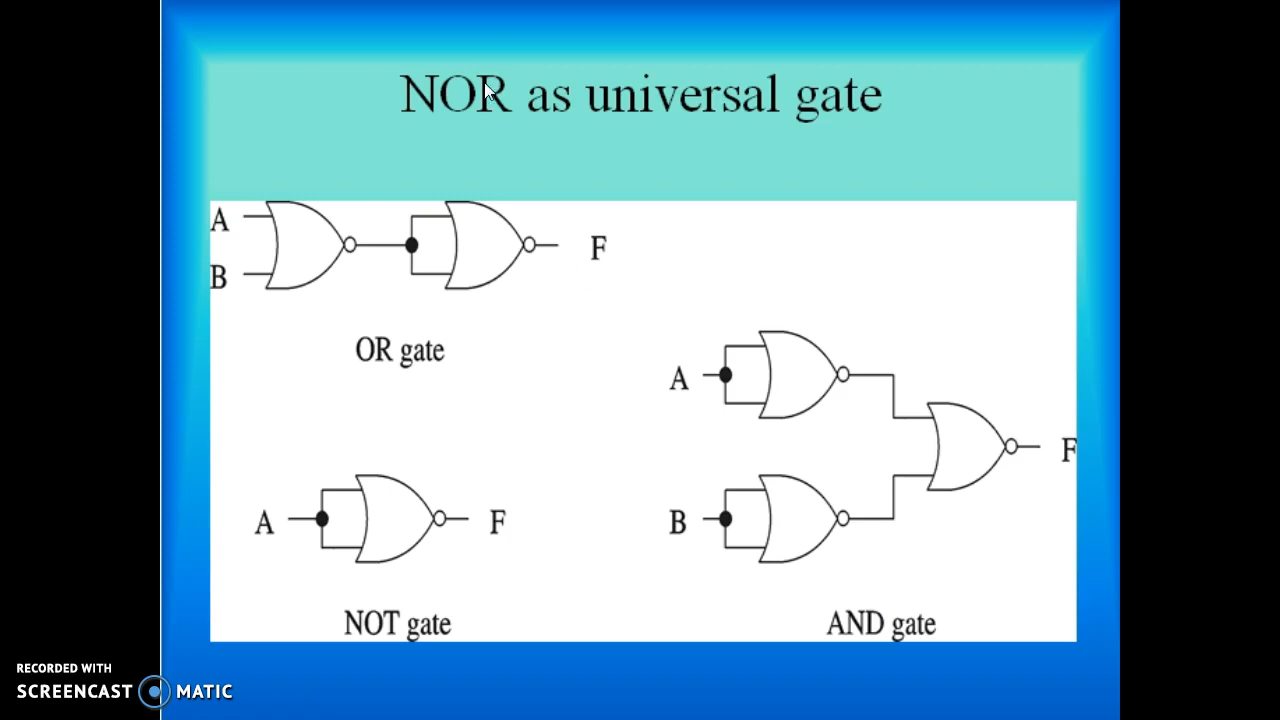 NOR as universal gate
A
B
F
OR gate
A
B
F
A
F
NOT gate
AND gate
RECORDED WITH
SCREENCAST MATIC